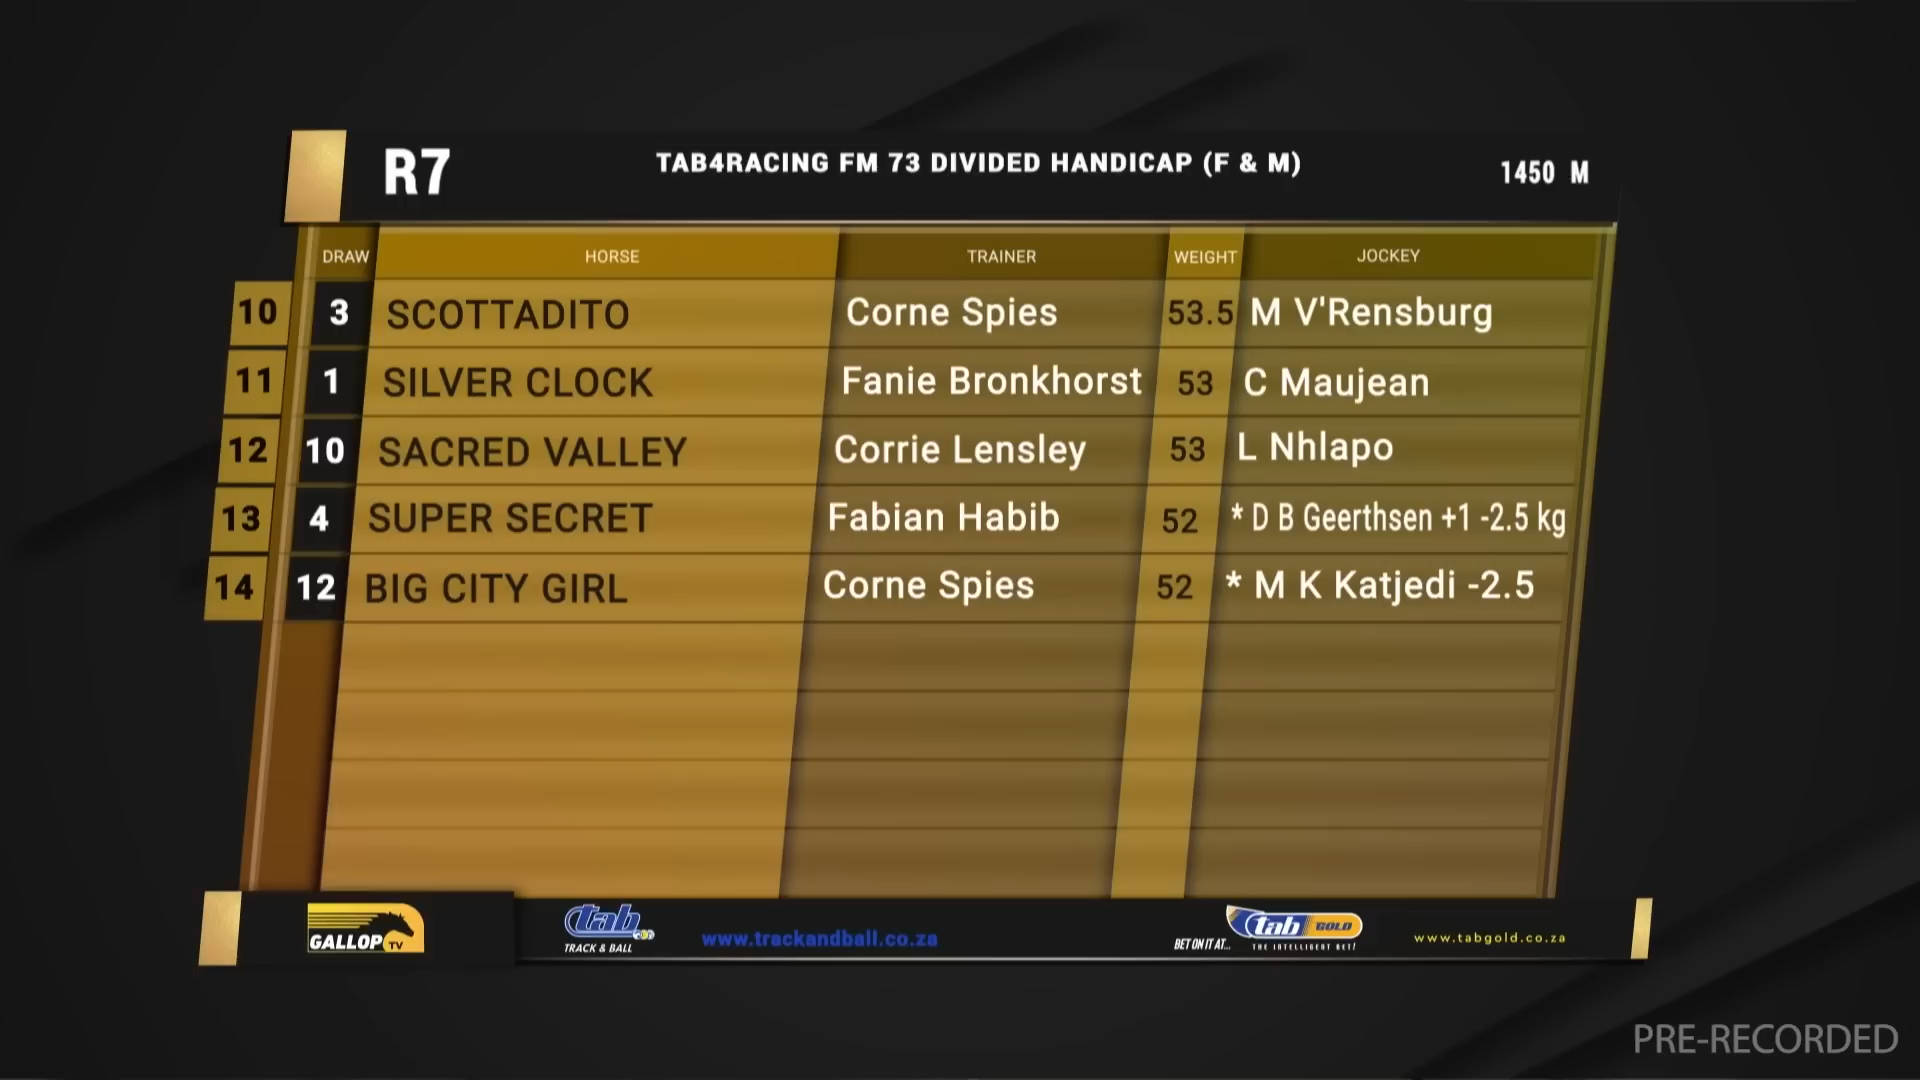 R7 TAB4RACING FM 73 DIVIDED HANDICAP (F & M) 1450 M
DRAW HORSE TRAINER WEIGHT JOCKEY
10 3 SCOTTADITO Corne Spies 53.5 M V'Rensburg
11 1 SILVER CLOCK Fanie Bronkhorst 53 C Maujean
12 10 SACRED VALLEY Corrie Lensley 53 L Nhlapo
13 4 SUPER SECRET Fabian Habib 52 * D B Geerthsen +1 -2.5 kg
14 12 BIG CITY GIRL Corne Spies 52 * M K Katjedi -2.5
GALLOP TV
tab
TRACK & BALL
www.trackandball.co.za
BET ON IT AT...
tab GOLD
THE INTELLIGENT BET!
www.tabgold.co.za
PRE-RECORDED